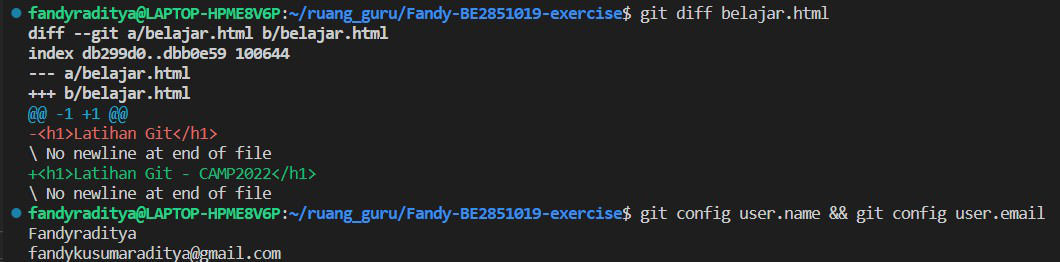 fandyraditya@LAPTOP-HPME8V6P:~/ruang_guru/Fandy-BE2851019-exercise$ git diff belajar.html
diff --git a/belajar.html b/belajar.html
index db299d0..dbb0e59 100644
--- a/belajar.html
+++ b/belajar.html
@@ -1 +1 @@
-<h1>Latihan Git</h1>
\ No newline at end of file
+<h1>Latihan Git - CAMP2022</h1>
\ No newline at end of file
fandyraditya@LAPTOP-HPME8V6P:~/ruang_guru/Fandy-BE2851019-exercise$ git config user.name && git config user.email
Fandyraditya
fandykusumaraditya@gmail.com